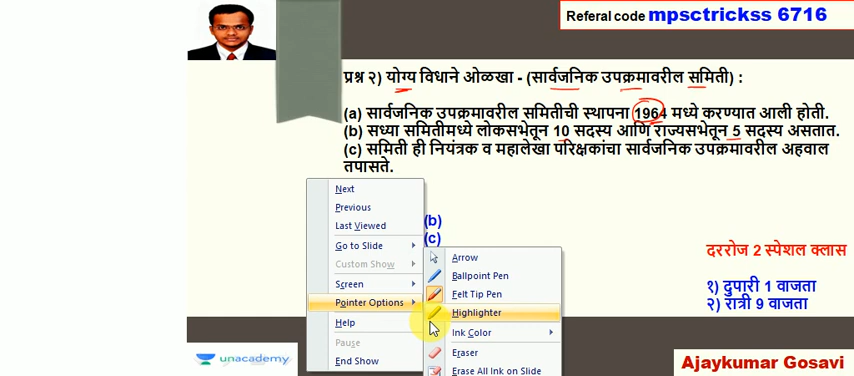 Referal code mpsctrickss 6716
प्रश्न २) योग्य विधाने ओळखा - (सार्वजनिक उपक्रमावरील समिती) :
(a) सार्वजनिक उपक्रमावरील समितीची स्थापना 1964 मध्ये करण्यात आली होती.
(b) सध्या समितीमध्ये लोकसभेतून 10 सदस्य आणि राज्यसभेतून 5 सदस्य असतात.
(c) समिती ही नियंत्रक व महालेखा परिक्षकांचा सार्वजनिक उपक्रमावरील अहवाल
तपासते.
Next
Previous
Last Viewed
Go to Slide
Custom Show
Screen
Pointer Options
Help
Pause
End Show
(b)
(c)
Arrow
Ballpoint Pen
Felt Tip Pen
Highlighter
Ink Color
Eraser
Erase All Ink on Slide
दररोज 2 स्पेशल क्लास
१) दुपारी 1 वाजता
२) रात्री 9 वाजता
unacademy
Ajaykumar Gosavi